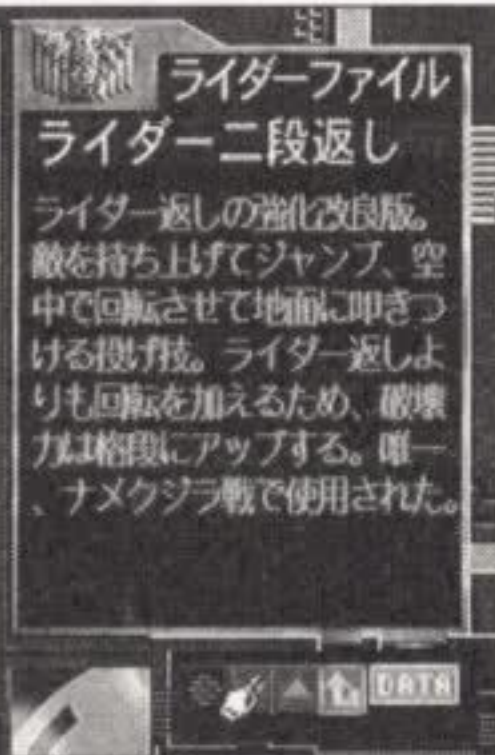 ライダーファイル
ライダー二段返し
ライダー返しの強化改良版。
敵を持ち上げてジャンプ、空
中で回転させて地面に叩きつ
ける投げ技。ライダー返しよ
りも回転を加えるため、破壊
力は格段にアップする。唯一
、ナメクジラ戦で使用された。
DATA